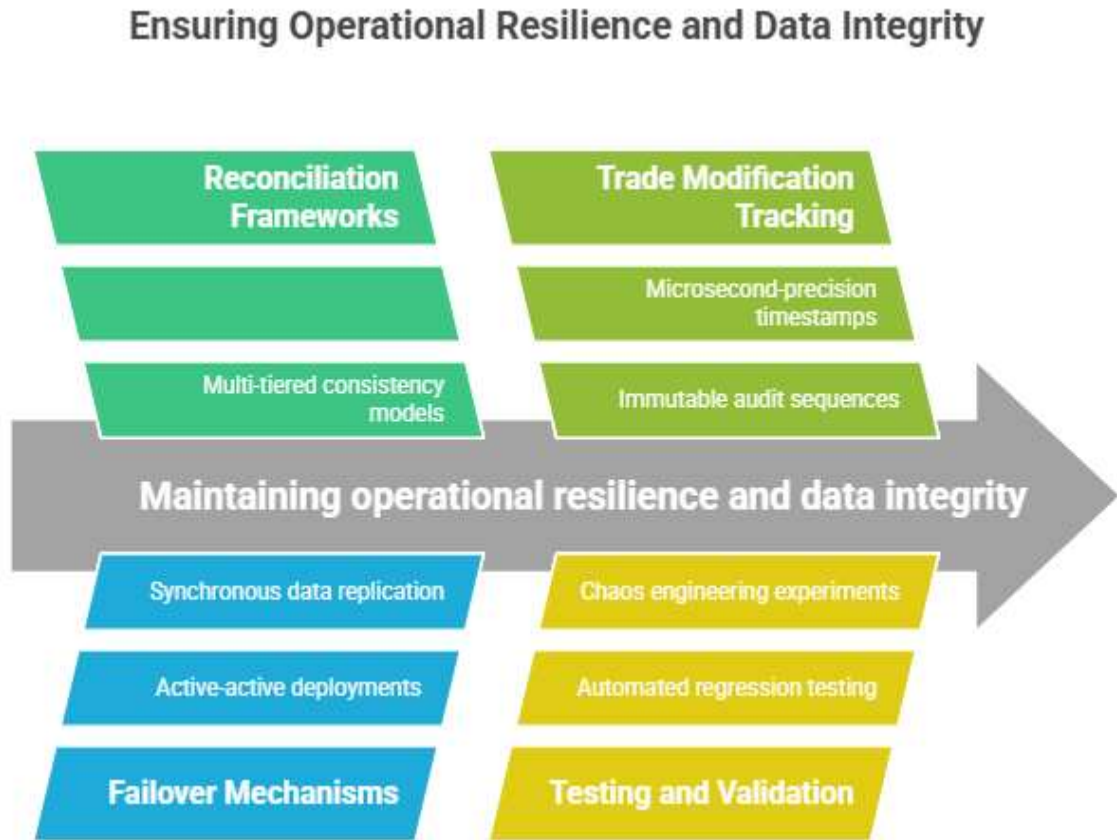 Ensuring Operational Resilience and Data Integrity
Reconciliation
Frameworks
Trade Modification
Tracking
Microsecond-precision
timestamps
Multi-tiered consistency
models
Immutable audit sequences
Maintaining operational resilience and data integrity
Synchronous data replication
Chaos engineering experiments
Active-active deployments
Automated regression testing
Failover Mechanisms
Testing and Validation